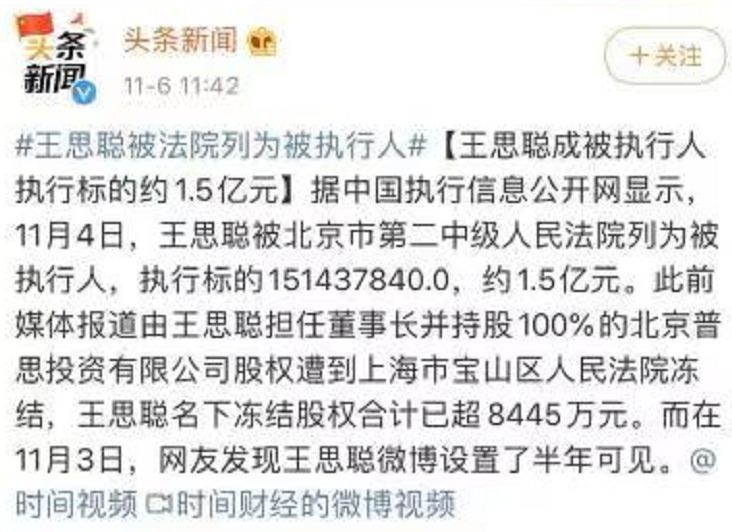 头条
新闻
头条新闻
+关注
11-6 11:42
#王思聪被法院列为被执行人#【王思聪成被执行人
执行标的约1.5亿元】据中国执行信息公开网显示，
11月4日，王思聪被北京市第二中级人民法院列为被
执行人，执行标的151437840.0，约1.5亿元。此前
媒体报道由王思聪担任董事长并持股100%的北京普
思投资有限公司股权遭到上海市宝山区人民法院冻
结，王思聪名下冻结股权合计已超8445万元。而在
11月3日，网友发现王思聪微博设置了半年可见。@
时间视频 时间财经的微博视频